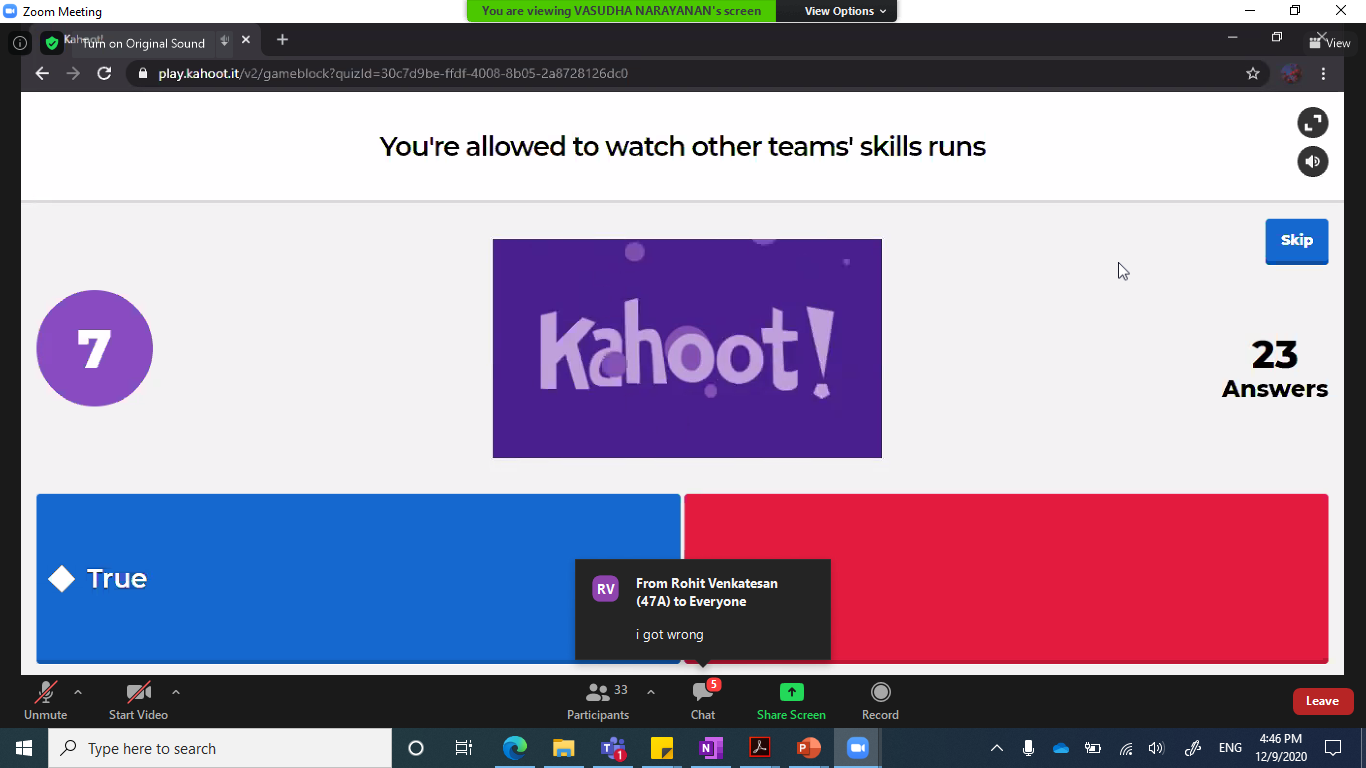 Zoom Meeting
You are viewing VASUDHA NARAYANAN's screen
View Options
Kahoot!
Turn on Original Sound
View
play.kahoot.it/v2/gameblock?quizId=30c7d9be-ffdf-4008-8b05-2a8728126dc0
You're allowed to watch other teams' skills runs
Skip
7
Kahoot!
23
Answers
True
RV
From Rohit Venkatesan
(47A) to Everyone
i got wrong
Unmute
Start Video
33
Participants
5
Chat
Share Screen
Record
Leave
Type here to search
1
ENG
4:46 PM
12/9/2020